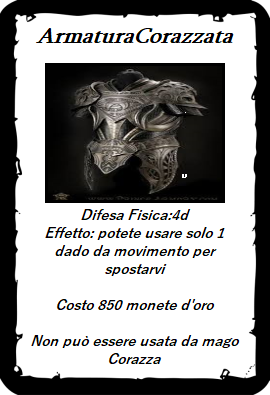 ArmaturaCorazzata
Difesa Fisica:4d
Effetto: potete usare solo 1
dado da movimento per
spostarvi
Costo 850 monete d'oro
Non può essere usata da mago
Corazza